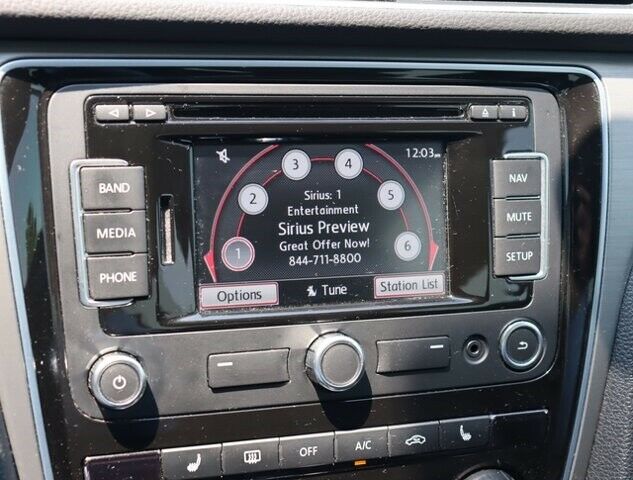 12:03
3 4
2 5
Sirius: 1
Entertainment
Sirius Preview
Great Offer Now!
844-711-8800
1 6
Options
Tune
Station List
BAND
MEDIA
PHONE
NAV
MUTE
SETUP
OFF
A/C